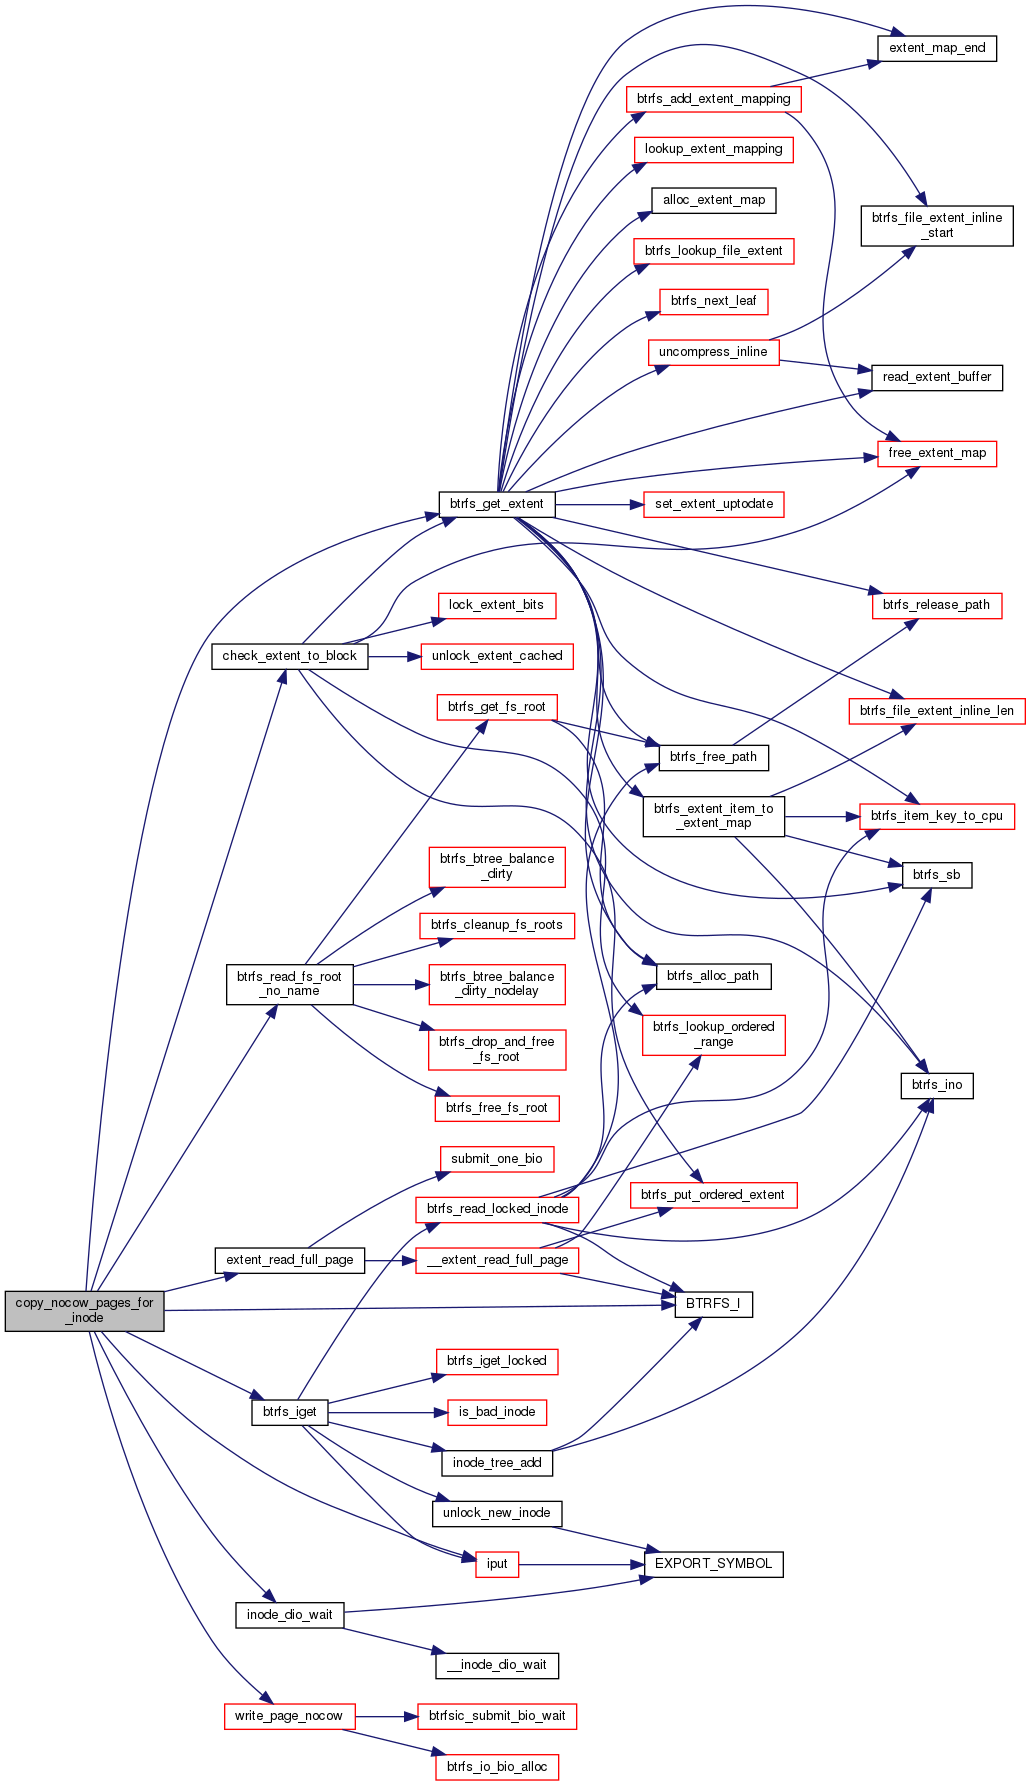 extent_map_end
btrfs_add_extent_mapping
lookup_extent_mapping
alloc_extent_map
btrfs_file_extent_inline
_start
btrfs_lookup_file_extent
btrfs_next_leaf
uncompress_inline
read_extent_buffer
free_extent_map
btrfs_get_extent
set_extent_uptodate
lock_extent_bits
btrfs_release_path
check_extent_to_block
unlock_extent_cached
btrfs_get_fs_root
btrfs_file_extent_inline_len
btrfs_free_path
btrfs_extent_item_to
_extent_map
btrfs_item_key_to_cpu
btrfs_btree_balance
_dirty
btrfs_sb
btrfs_cleanup_fs_roots
btrfs_read_fs_root
_no_name
btrfs_btree_balance
_dirty_nodelay
btrfs_alloc_path
btrfs_drop_and_free
_fs_root
btrfs_lookup_ordered
_range
btrfs_ino
btrfs_free_fs_root
submit_one_bio
btrfs_read_locked_inode
btrfs_put_ordered_extent
extent_read_full_page
__extent_read_full_page
copy_nocow_pages_for
_inode
BTRFS_I
btrfs_iget_locked
btrfs_iget
is_bad_inode
inode_tree_add
unlock_new_inode
iput
EXPORT_SYMBOL
inode_dio_wait
__inode_dio_wait
write_page_nocow
btrfsic_submit_bio_wait
btrfs_io_bio_alloc